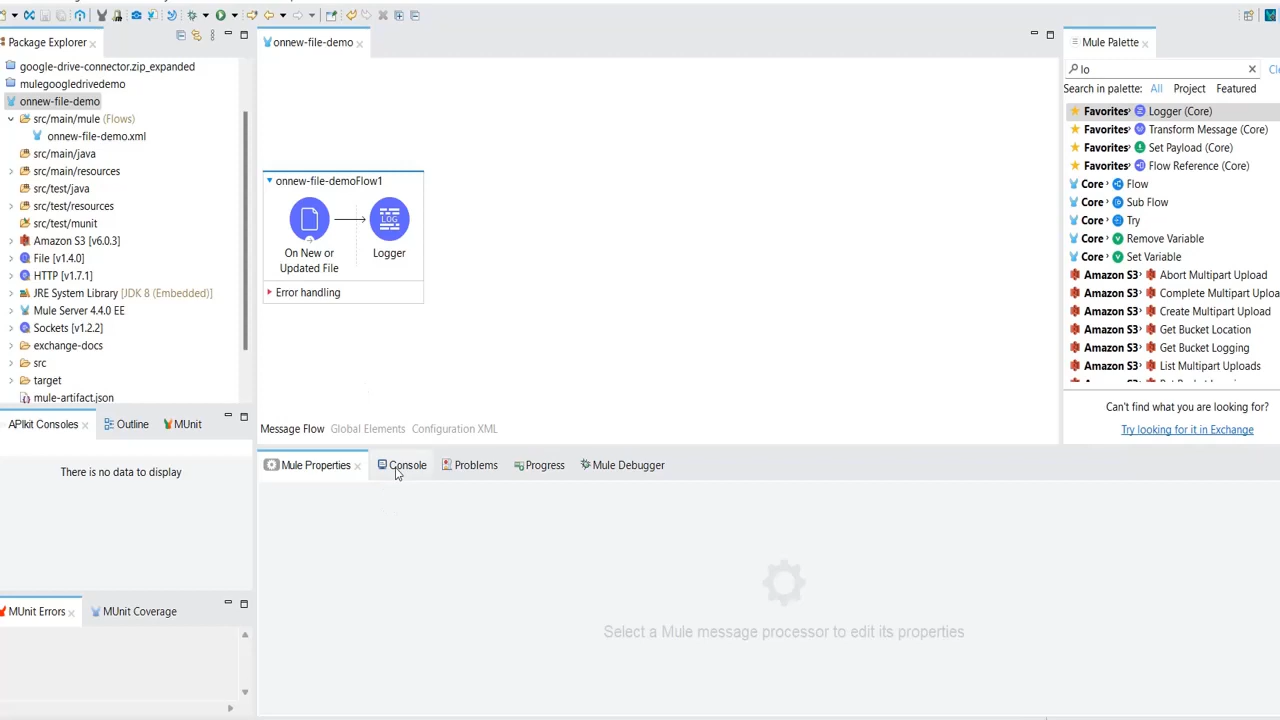 Package Explorer
google-drive-connector.zip_expanded
mulegoogledrivedemo
onnew-file-demo
src/main/mule (Flows)
onnew-file-demo.xml
src/main/java
src/main/resources
src/test/java
src/test/resources
src/test/munit
Amazon S3 [v6.0.3]
File [v1.4.0]
HTTP [v1.7.1]
JRE System Library [JDK 8 (Embedded)]
Mule Server 4.4.0 EE
Sockets [v1.2.2]
exchange-docs
src
target
mule-artifact.json
APIkit Consoles
Outline
MUnit
There is no data to display
MUnit Errors
MUnit Coverage
onnew-file-demo
onnew-file-demoFlow1
LOG
On New or
Updated File
Logger
Error handling
Message Flow Global Elements Configuration XML
Mule Properties
Console
Problems
Progress
Mule Debugger
Select a Mule message processor to edit its properties
Mule Palette
lo
Search in palette: All Project Featured
Favorites Logger (Core)
Favorites Transform Message (Core)
Favorites Set Payload (Core)
Favorites Flow Reference (Core)
Core Flow
Core Sub Flow
Core Try
Core Remove Variable
Core Set Variable
Amazon S3 Abort Multipart Upload
Amazon S3 Complete Multipart Uploa
Amazon S3 Create Multipart Upload
Amazon S3 Get Bucket Location
Amazon S3 Get Bucket Logging
Amazon S3 List Multipart Uploads
Can't find what you are looking for?
Try looking for it in Exchange